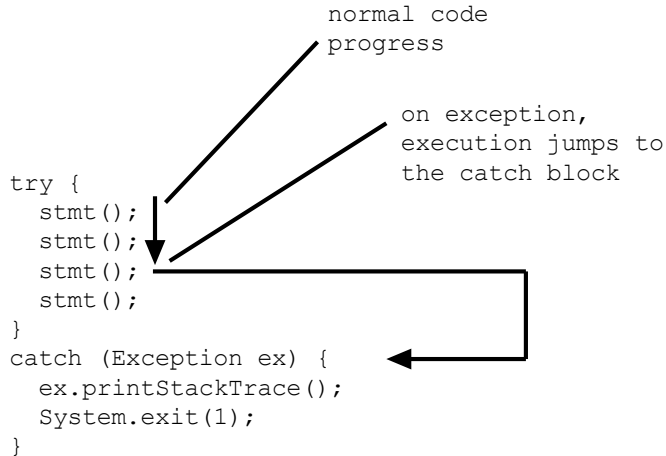 normal code
progress
on exception,
execution jumps to
the catch block
try {
  stmt();
  stmt();
  stmt();
  stmt();
}
catch (Exception ex) {
  ex.printStackTrace();
  System.exit(1);
}